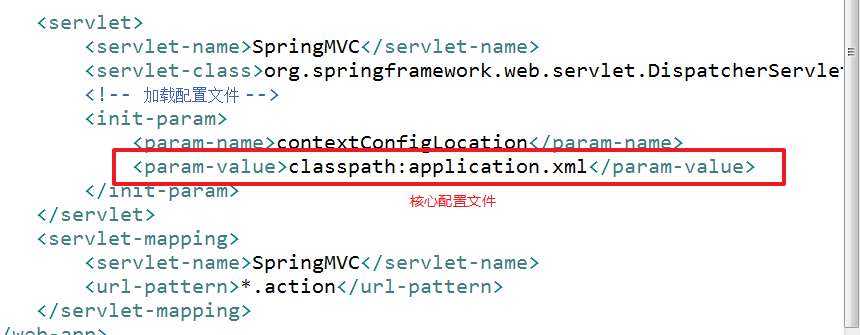 <servlet>
<servlet-name>SpringMVC</servlet-name>
<servlet-class>org.springframework.web.servlet.DispatcherServlet
<!-- 加载配置文件 -->
<init-param>
<param-name>contextConfigLocation</param-name>
<param-value>classpath:application.xml</param-value>
</init-param>
核心配置文件
</servlet>
<servlet-mapping>
<servlet-name>SpringMVC</servlet-name>
<url-pattern>*.action</url-pattern>
</servlet-mapping>
/web-app>